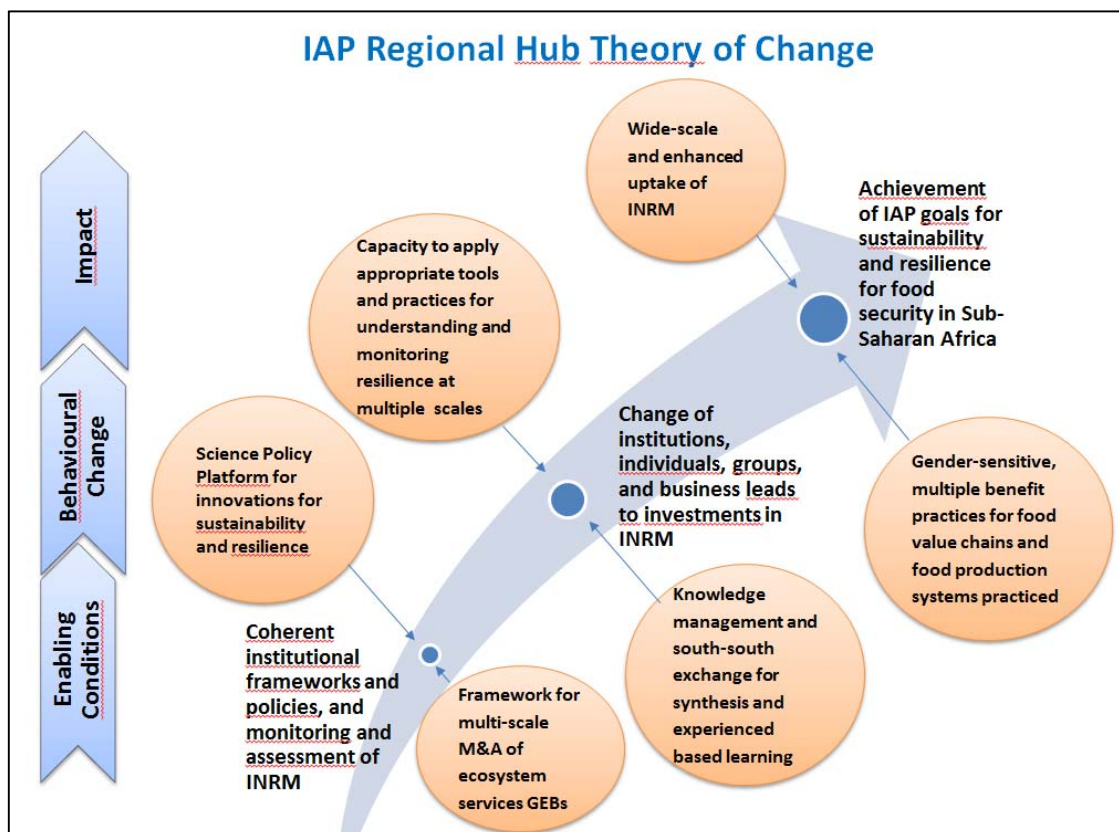 IAP Regional Hub Theory of Change
Impact
Behavioural
Change
Enabling
Conditions
Wide-scale
and enhanced
uptake of
INRM
Achievement
of IAP goals for
sustainability
and resilience
for food
security in Sub-
Saharan Africa
Capacity to apply
appropriate tools
and practices for
understanding and
monitoring
resilience at
multiple scales
Change of
institutions,
individuals, groups,
and business leads
to investments in
INRM
Gender-sensitive,
multiple benefit
practices for food
value chains and
food production
systems practiced
Science Policy
Platform for
innovations for
sustainability
and resilience
Knowledge
management and
south-south
exchange for
synthesis and
experienced
based learning
Coherent
institutional
frameworks and
policies, and
monitoring and
assessment of
INRM
Framework for
multi-scale
M&A of
ecosystem
services GEBs